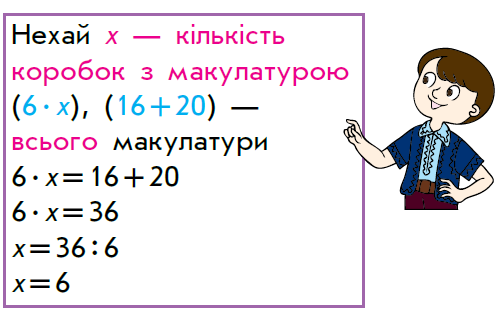 Нехай x — кількість
коробок з макулатурою
(6 · x), (16+20) —
всього макулатури
6 · x=16+20
6 · x=36
x=36:6
x=6